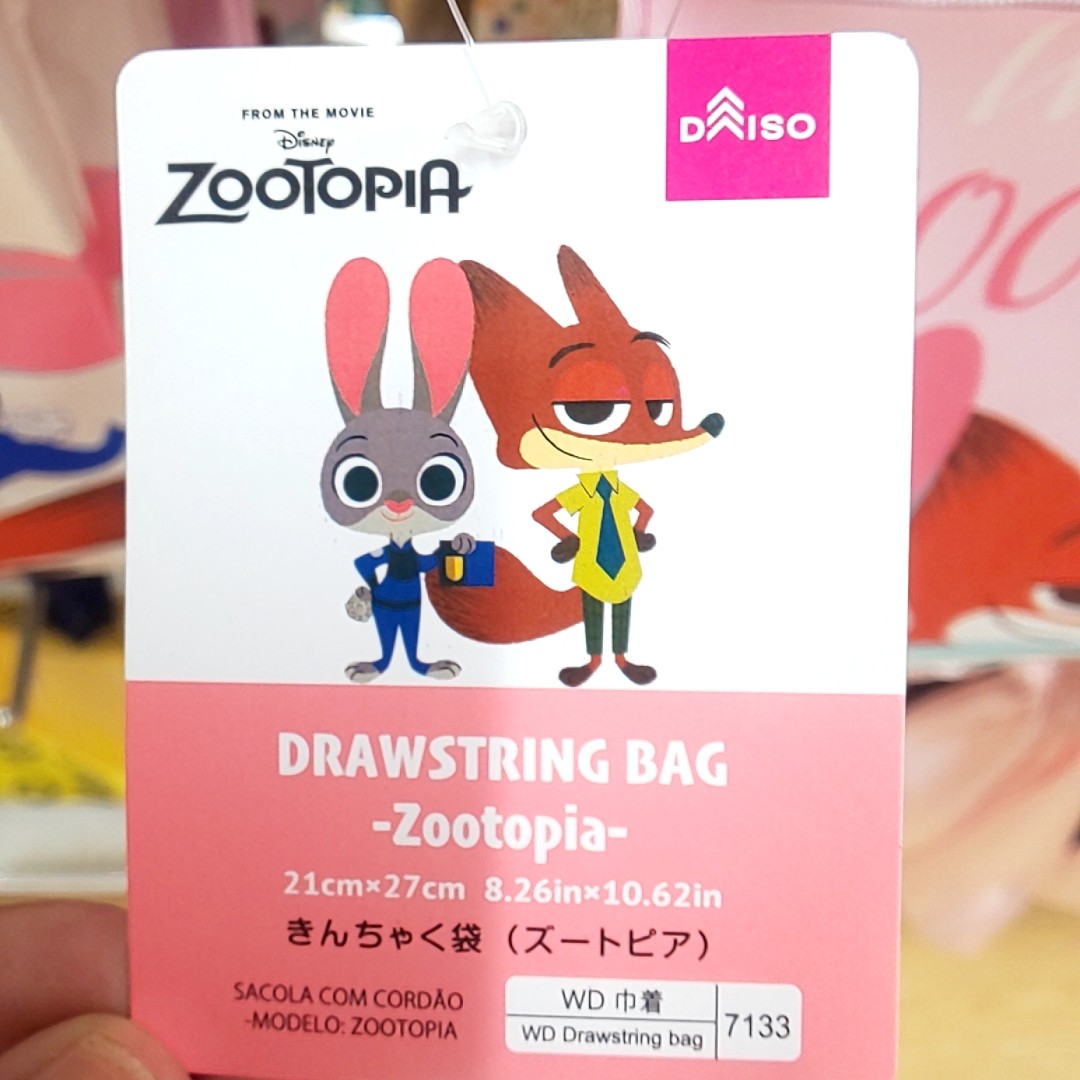 FROM THE MOVIE
Disney
ZOOTOPIA
DAISO
DRAWSTRING BAG
-Zootopia-
21cm×27cm 8.26in×10.62in
きんちゃく袋（ズートピア）
SACOLA COM CORDÃO
-MODELO: ZOOTOPIA
WD 巾着
WD Drawstring bag
7133